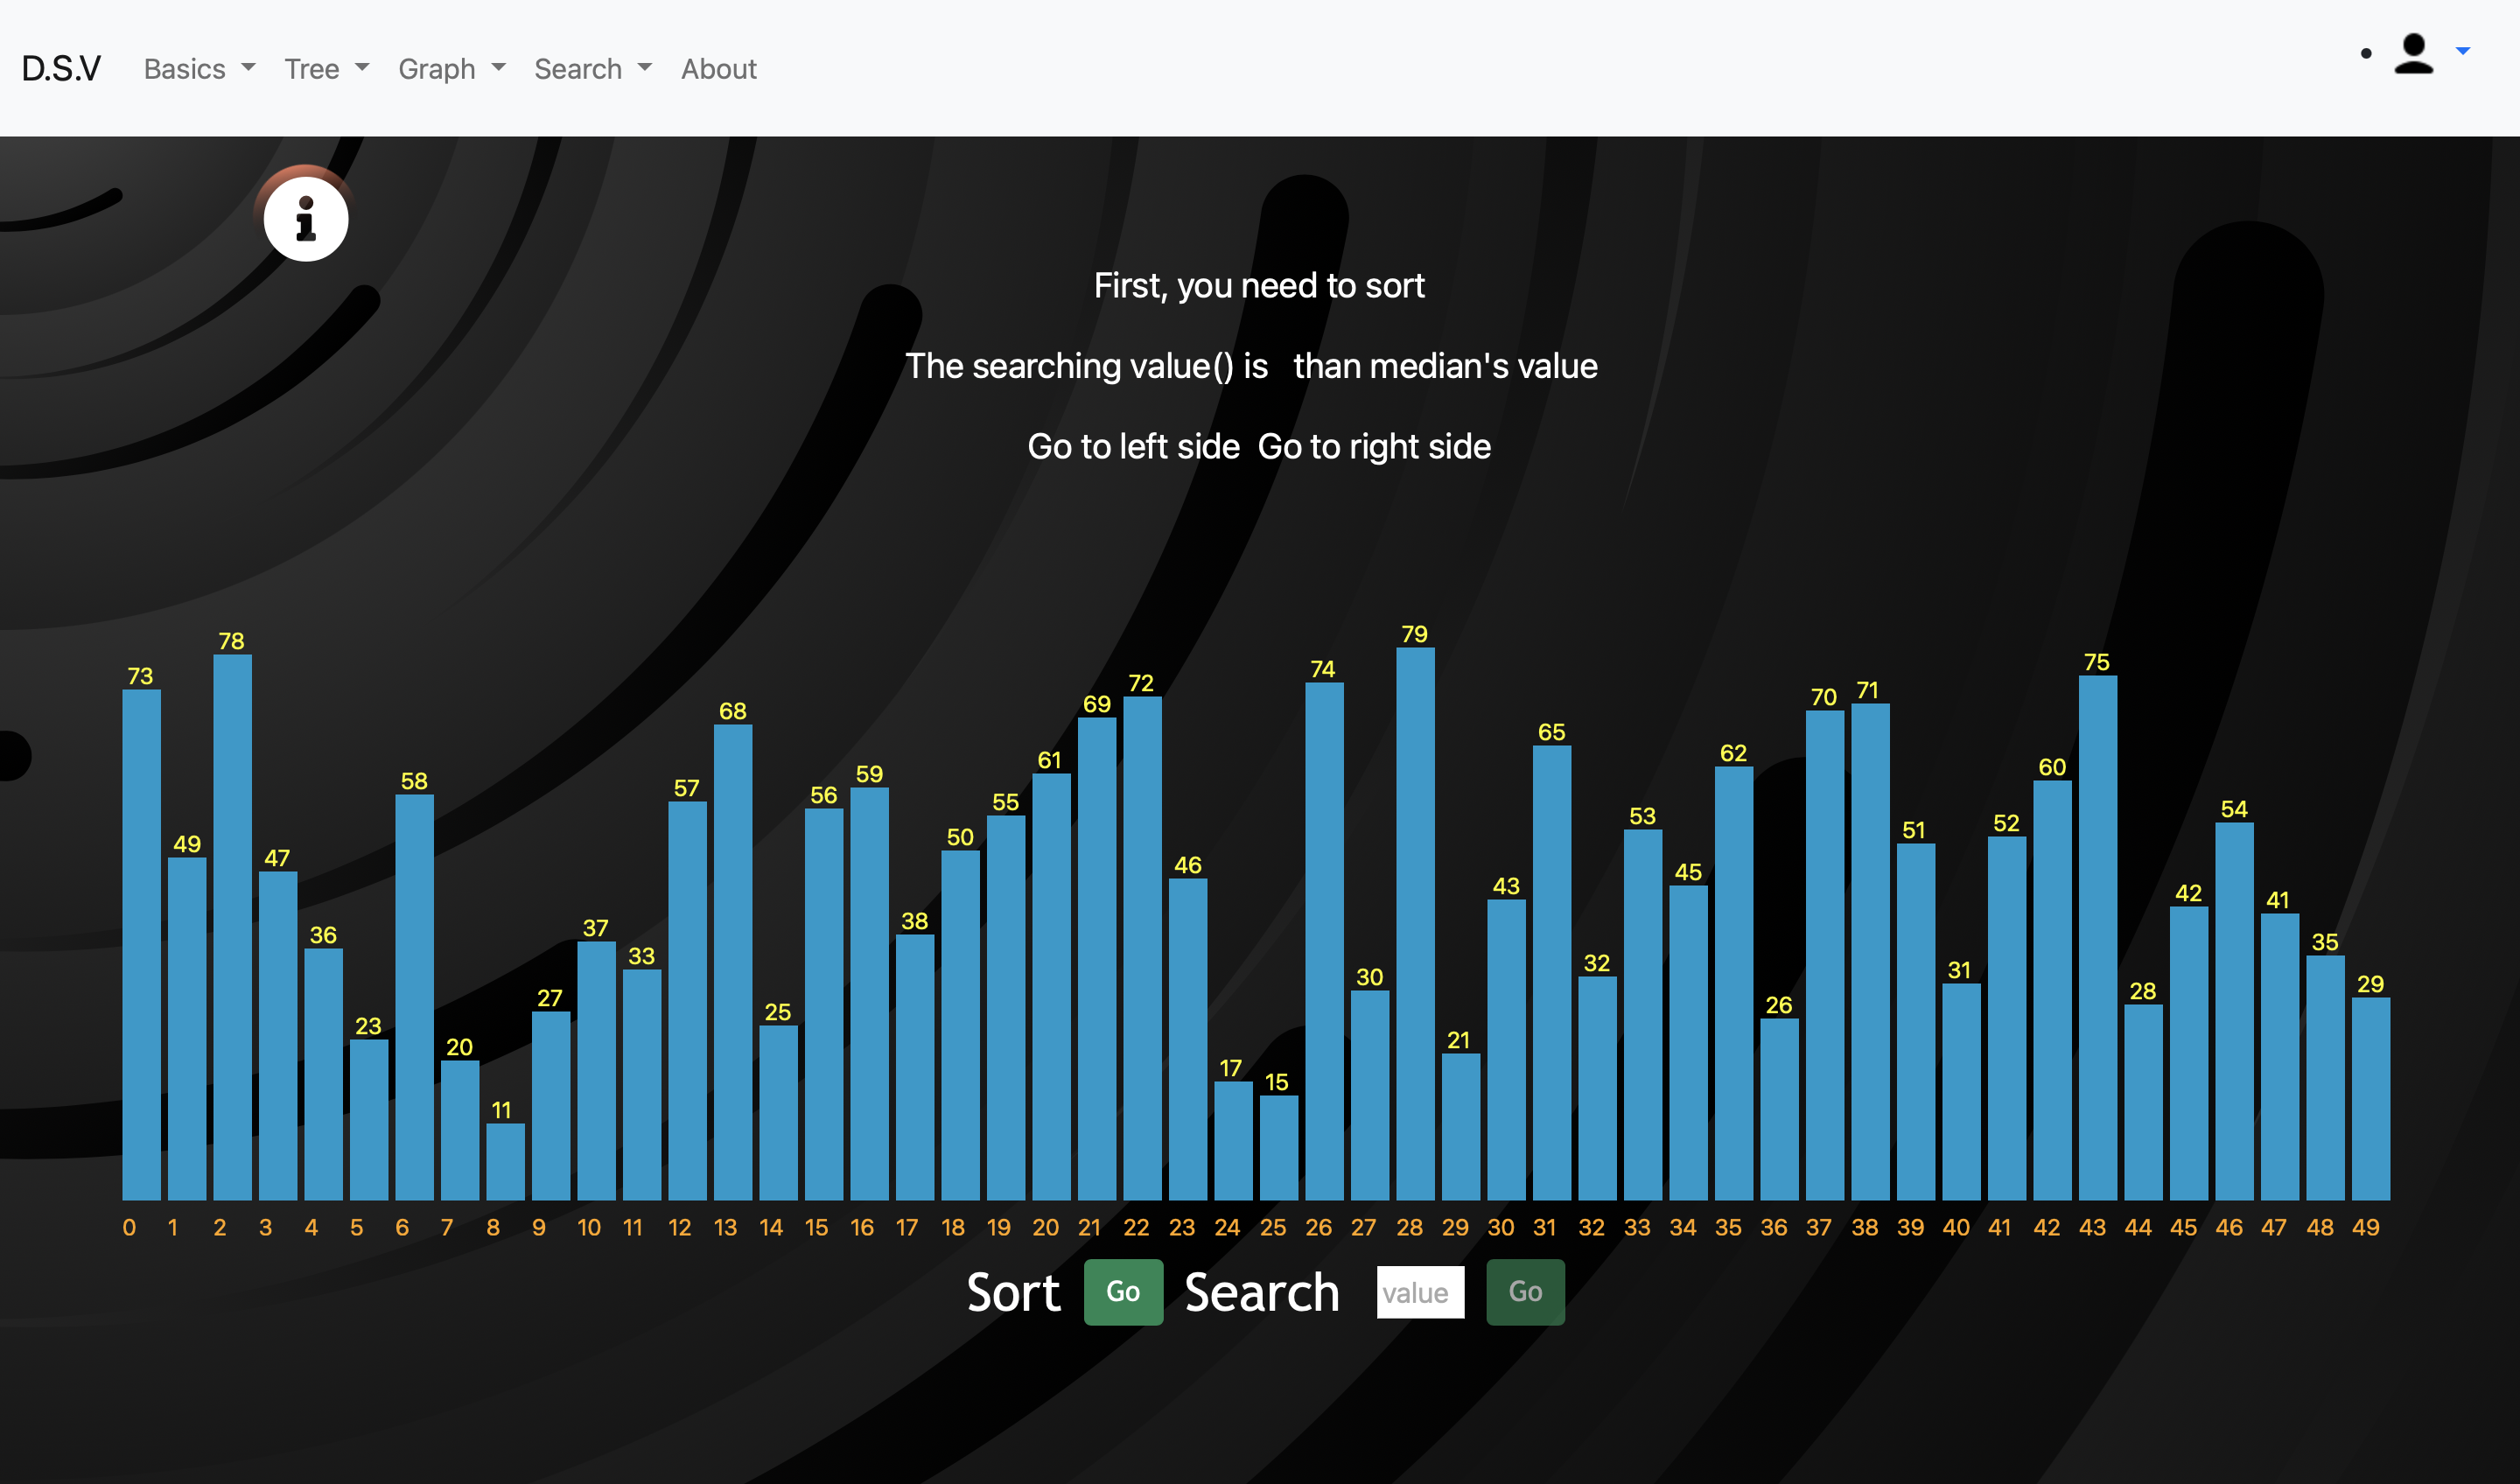 D.S.V Basics Tree Graph Search About
First, you need to sort
The searching value() is than median's value
Go to left side Go to right side
73 49 78 47 36 23 58 20 11 27 37 33 57 68 25 56 59 38 50 55 61 69 72 46 17 15 74 30 79 21 43 65 32 53 45 62 26 70 71 51 31 52 60 75 28 42 54 41 35 29
0 1 2 3 4 5 6 7 8 9 10 11 12 13 14 15 16 17 18 19 20 21 22 23 24 25 26 27 28 29 30 31 32 33 34 35 36 37 38 39 40 41 42 43 44 45 46 47 48 49
Sort Go Search value Go